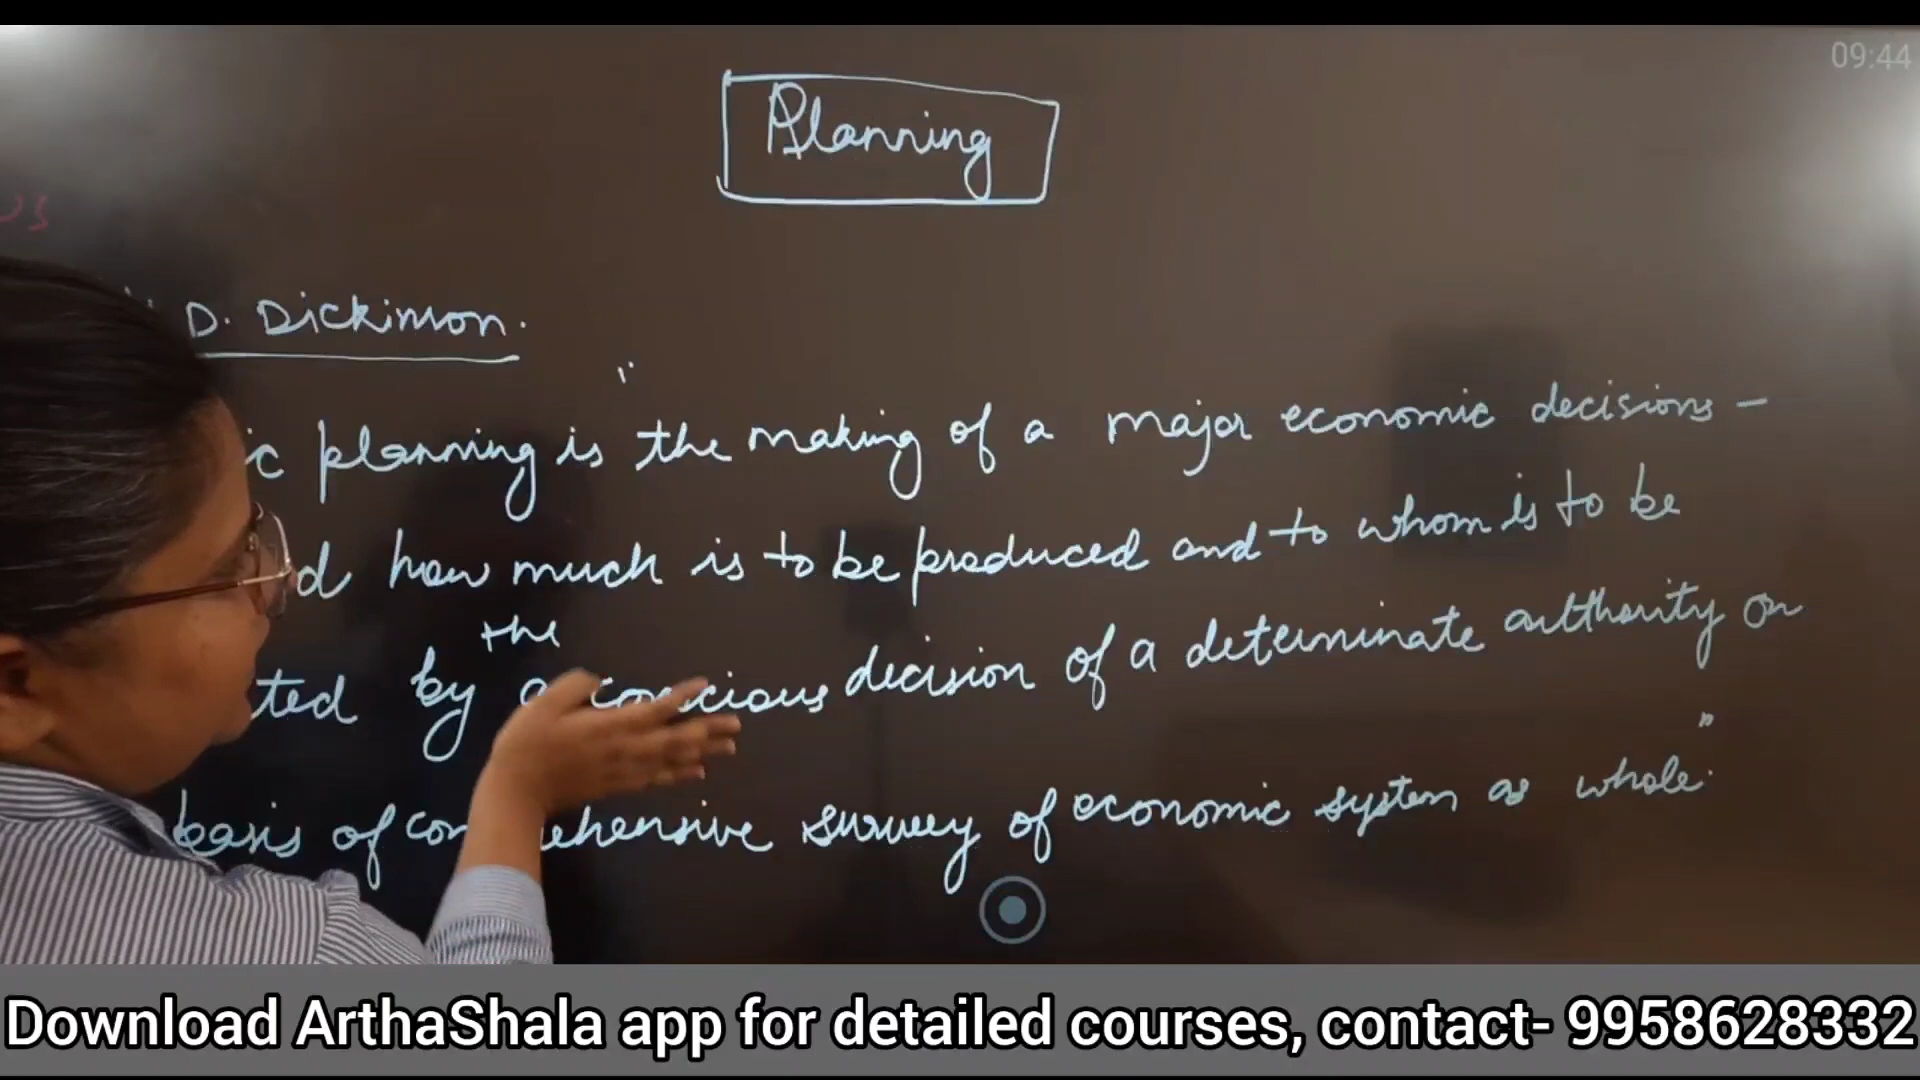 09:44
Planning
D. Dickinson.
ic planning is the making of a major economic decisions -
d how much is to be produced and to whom is to be
the
ted by a conscious decision of a determinate authority on
basis of comprehensive survey of economic system as whole."
Download ArthaShala app for detailed courses, contact- 9958628332